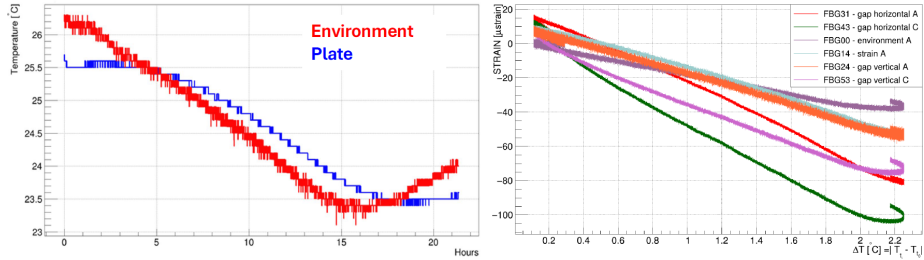 Temperature [°C]
26
25.5
25
24.5
24
23.5
23
0
5
10
15
20
Hours
Environment
Plate
STRAIN [µstrain]
20
0
−20
−40
−60
−80
−100
0.2
0.4
0.6
0.8
1
1.2
1.4
1.6
1.8
2.0
2.2
FBG31 - gap horizontal A
FBG43 - gap horizontal C
FBG00 - environment A
FBG14 - strain A
FBG24 - gap vertical A
FBG53 - gap vertical C